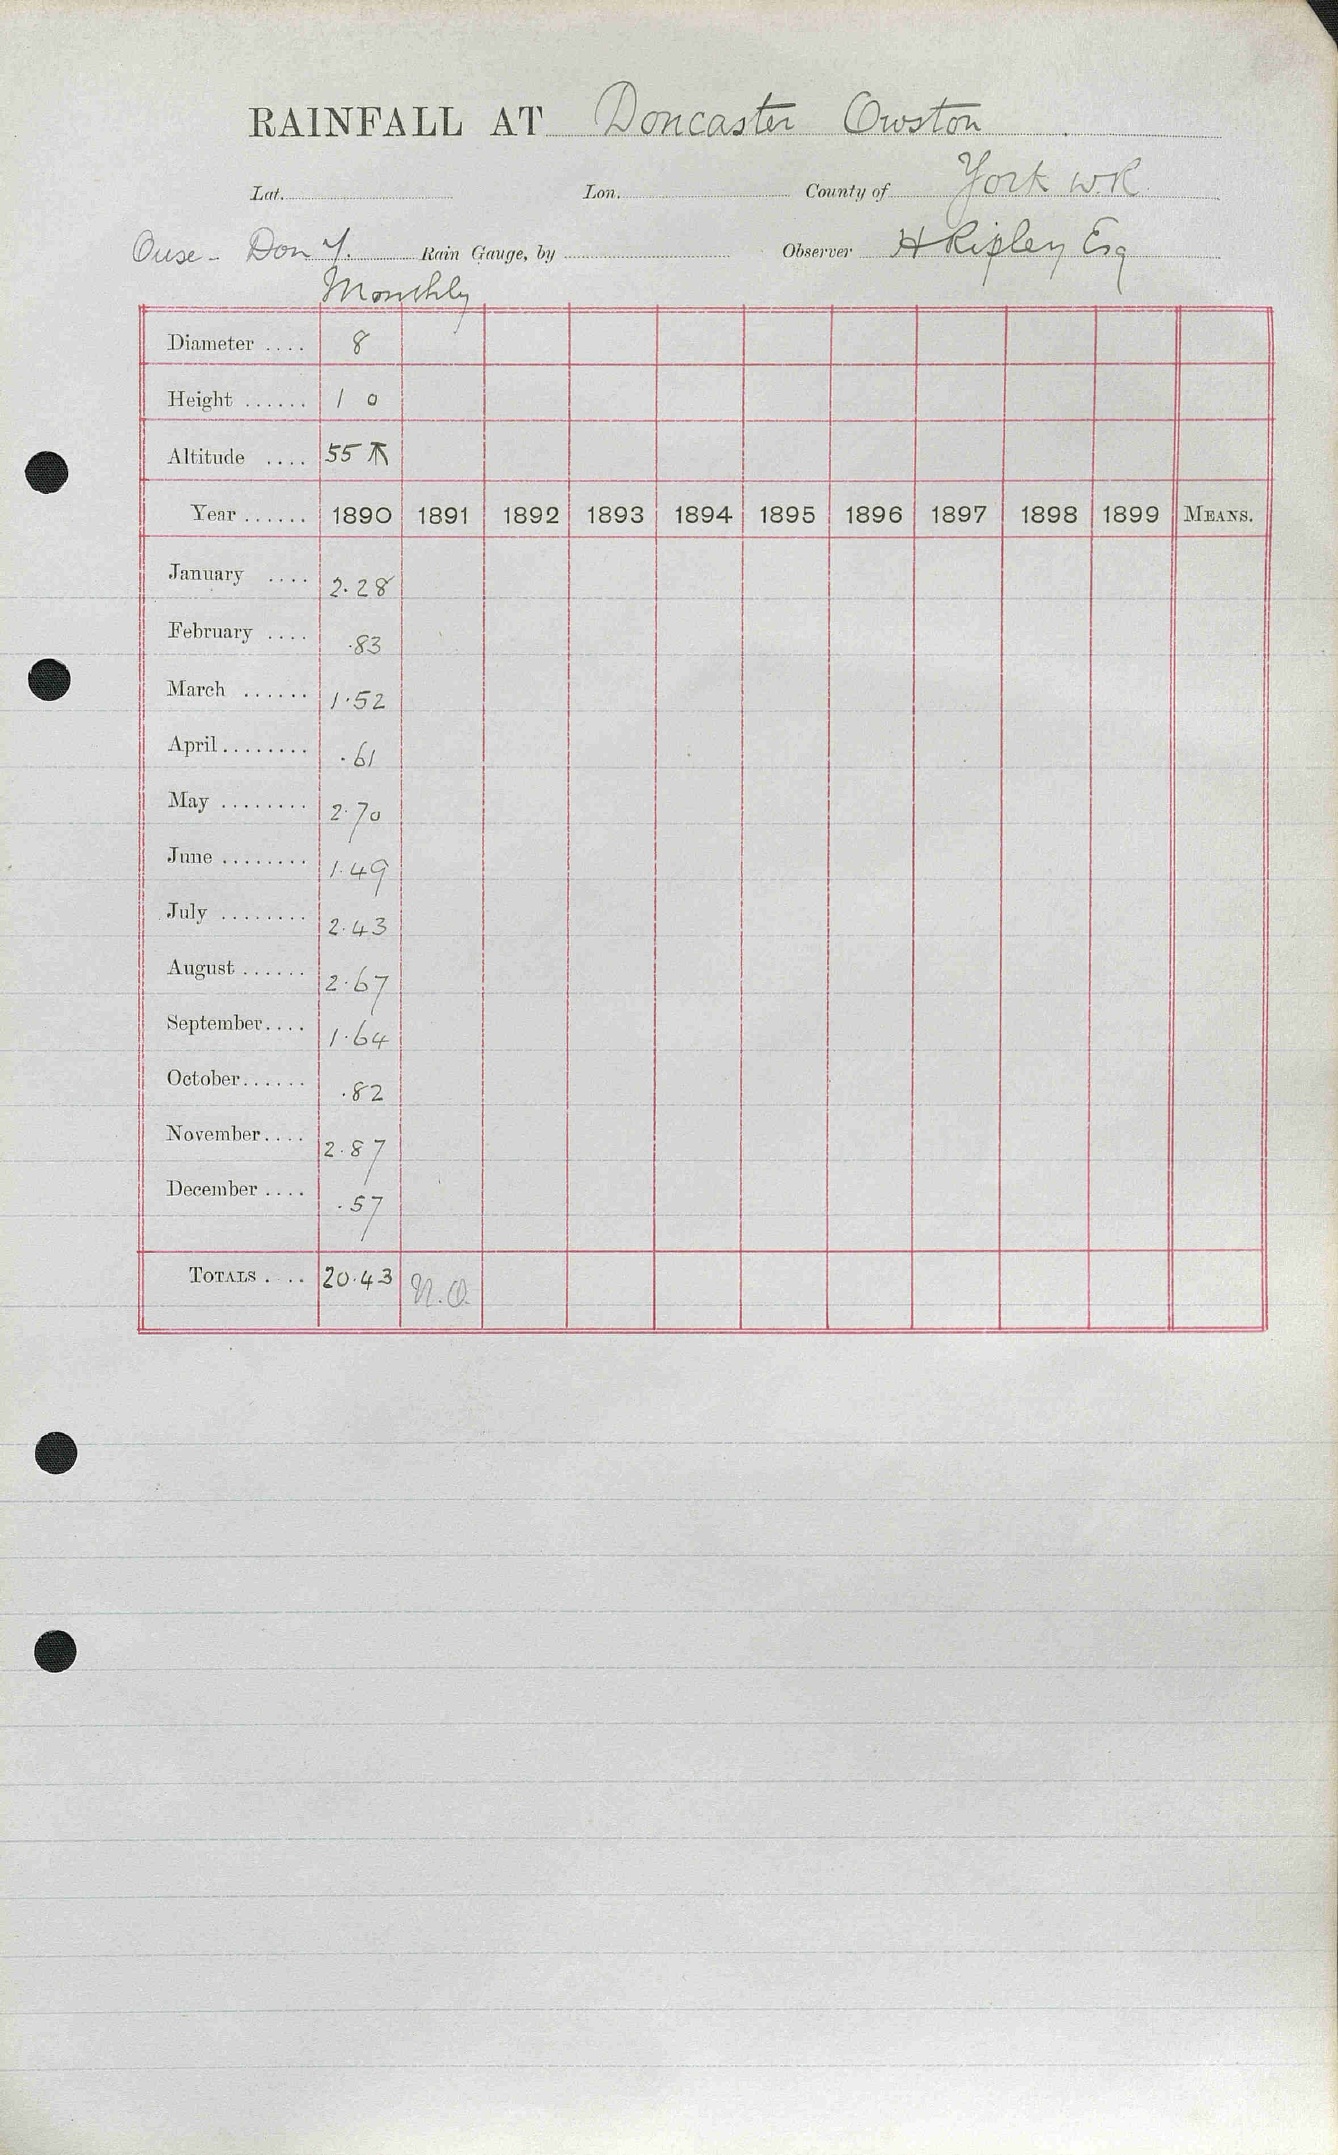 RAINFALL AT Doncaster Owston
Lat. Lon. County of York W.R.
Ouse - Don Y. Rain Gauge, by Observer H Ripley Esq
Monthly
Diameter .... 8
Height ...... 1 0
Altitude .... 55
Year ...... 1890 1891 1892 1893 1894 1895 1896 1897 1898 1899 MEANS.
January .... 2.28
February .... .83
March ...... 1.52
April ........ .61
May ........ 2.70
June ........ 1.49
July ........ 2.43
August ...... 2.67
September.... 1.64
October...... .82
November.... 2.87
December .... .57
TOTALS . .. 20.43 N.O.